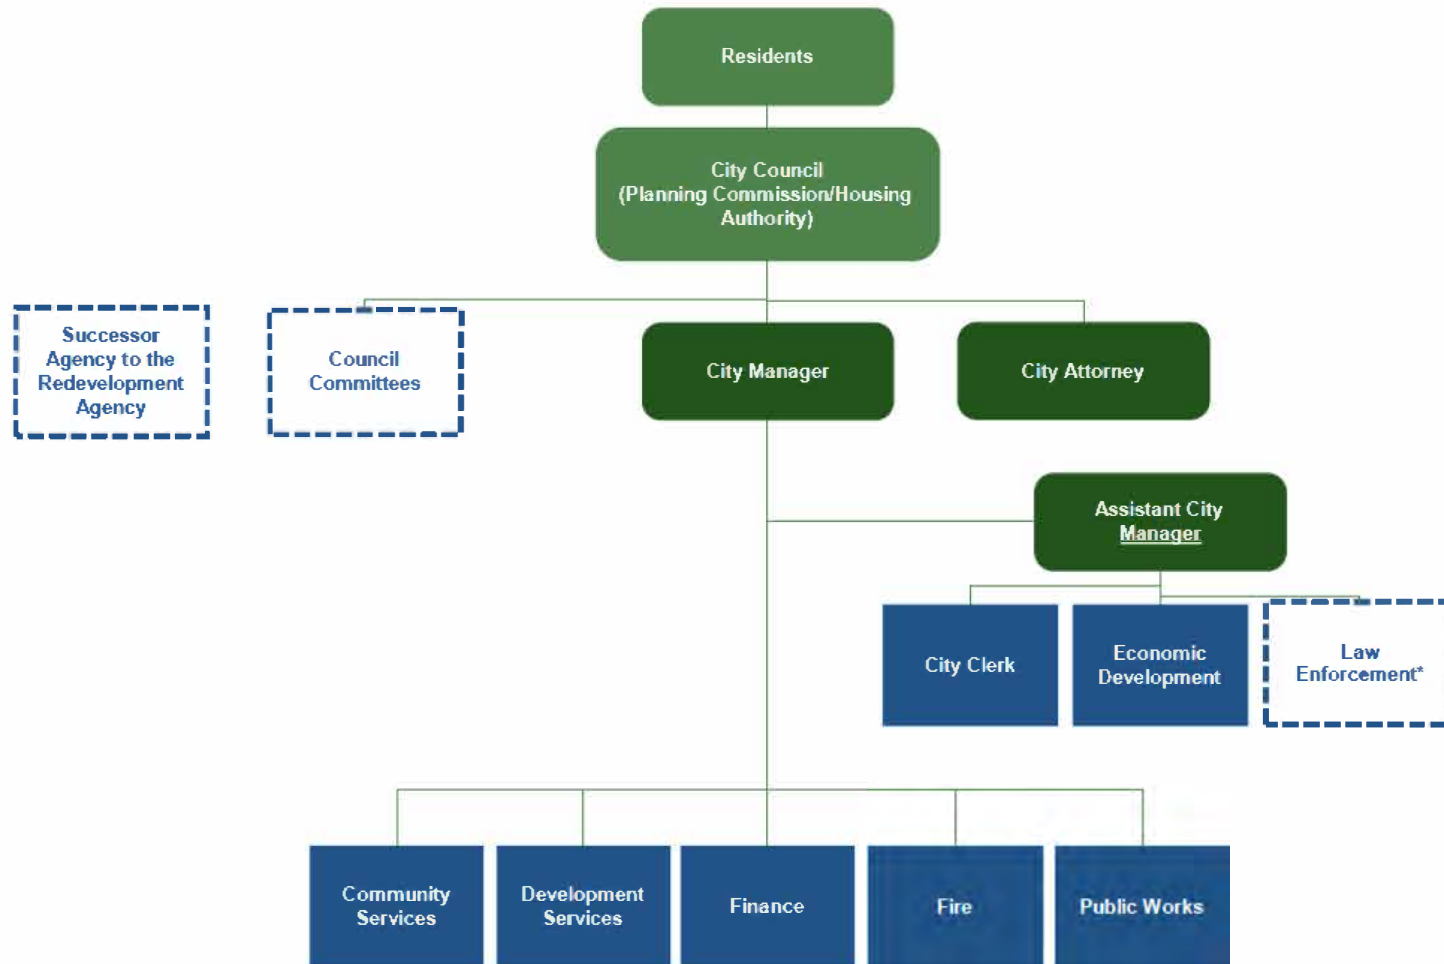 Residents
City Council
(Planning Commission/Housing
Authority)
Successor
Agency to the
Redevelopment
Agency
Council
Committees
City Manager
City Attorney
Assistant City
Manager
City Clerk
Economic
Development
Law
Enforcement*
Community
Services
Development
Services
Finance
Fire
Public Works